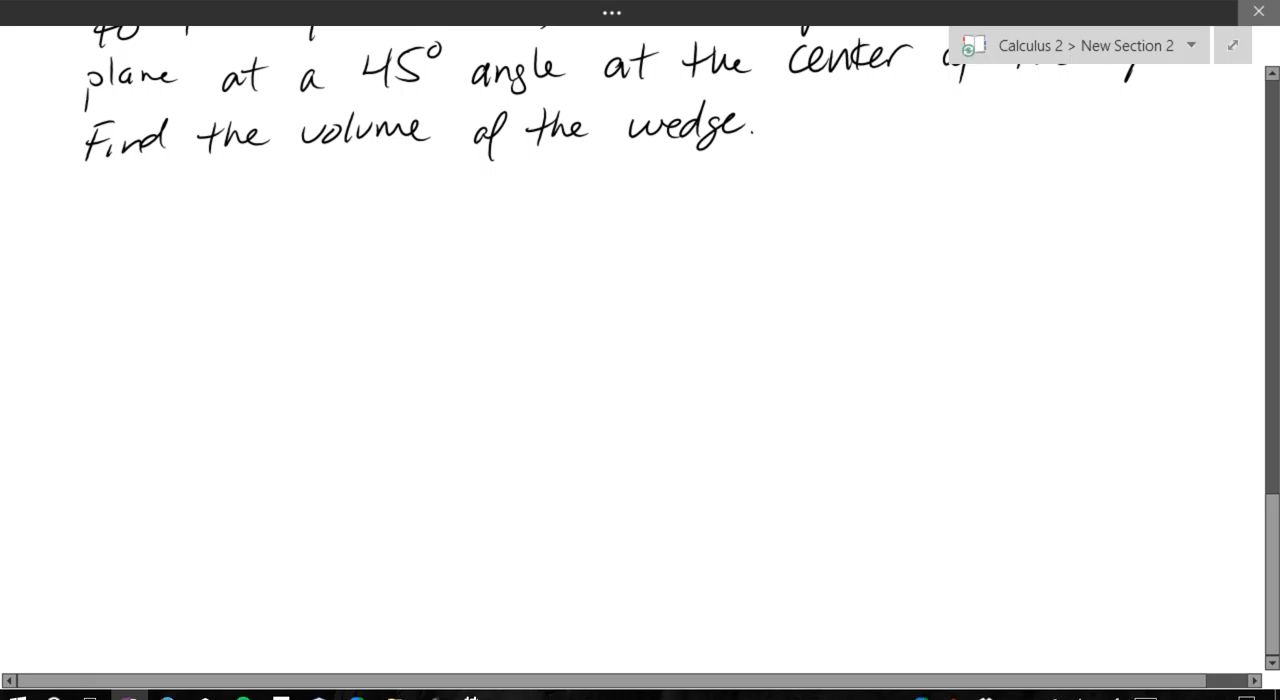 Calculus 2 > New Section 2
plane at a 45° angle at the center
Find the volume of the wedge.